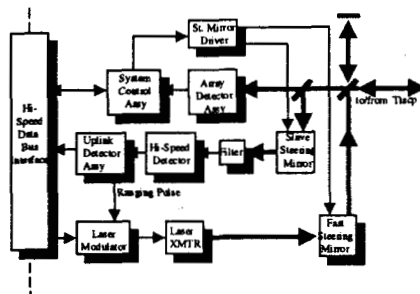 St. Mirror
Driver
System
Control
Assy
Array
Detector
Assy
to/from Telscp
Hi-
Speed
Data
Bus
Interface
Uplink
Detector
Assy
Hi-Speed
Detector
Filter
Slave
Steering
Mirror
Ranging Pulse
Laser
Modulator
Laser
XMTR
Fast
Steering
Mirror